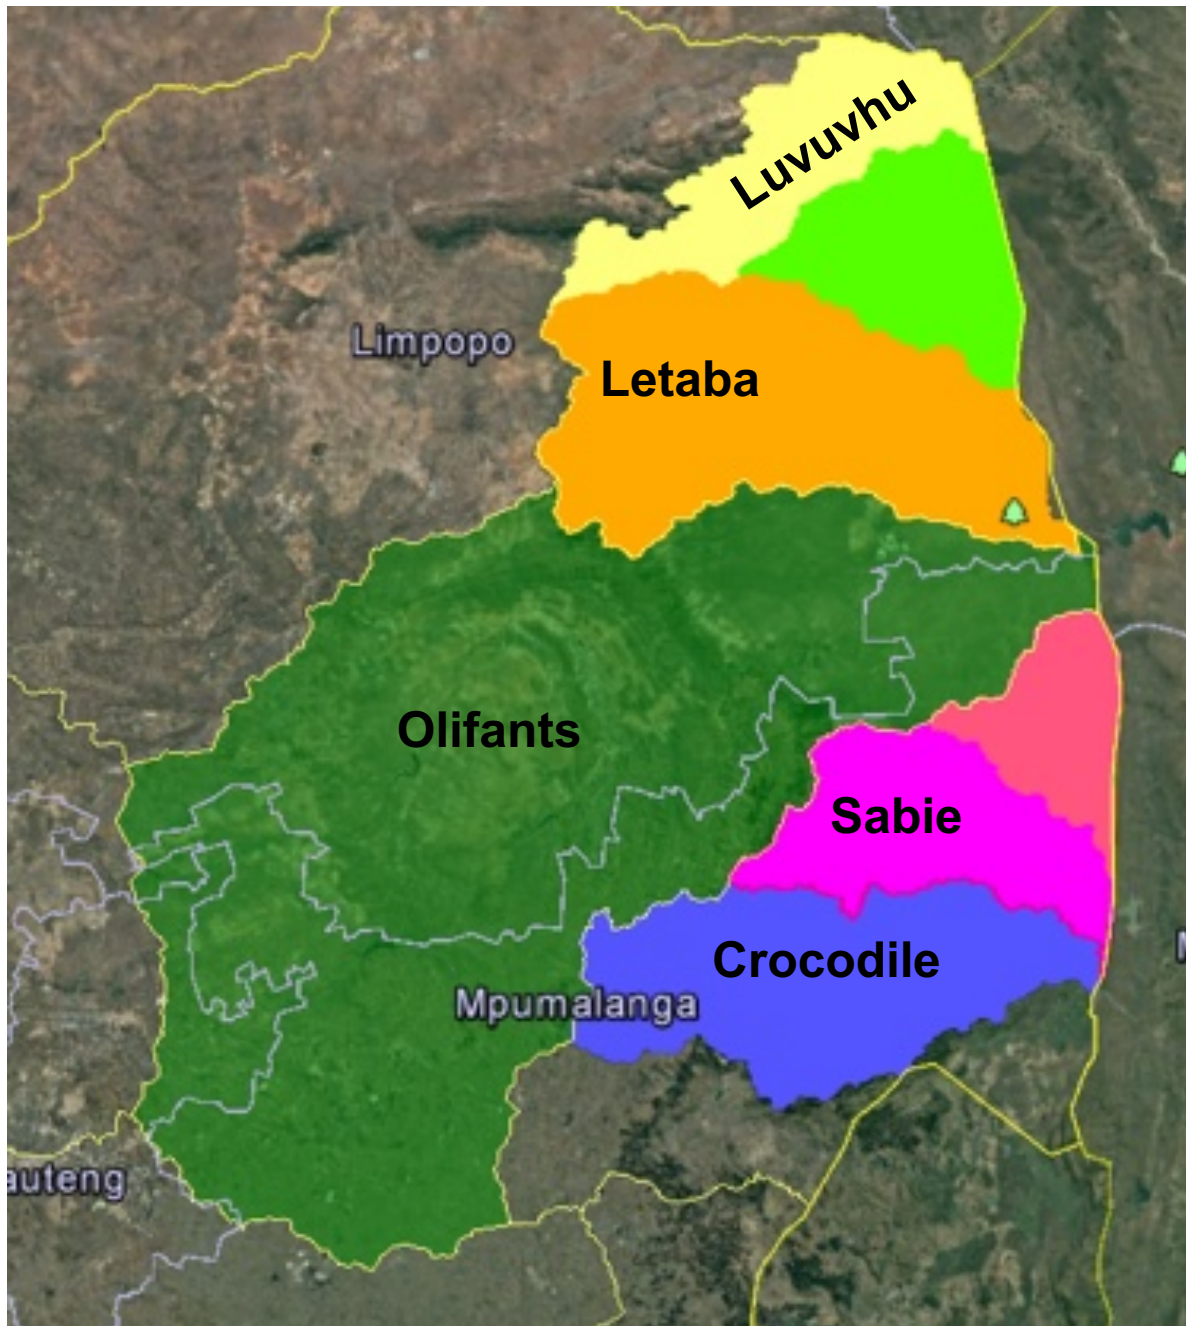 Luvuvhu
Limpopo
Letaba
Olifants
Sabie
Crocodile
Mpumalanga
auteng